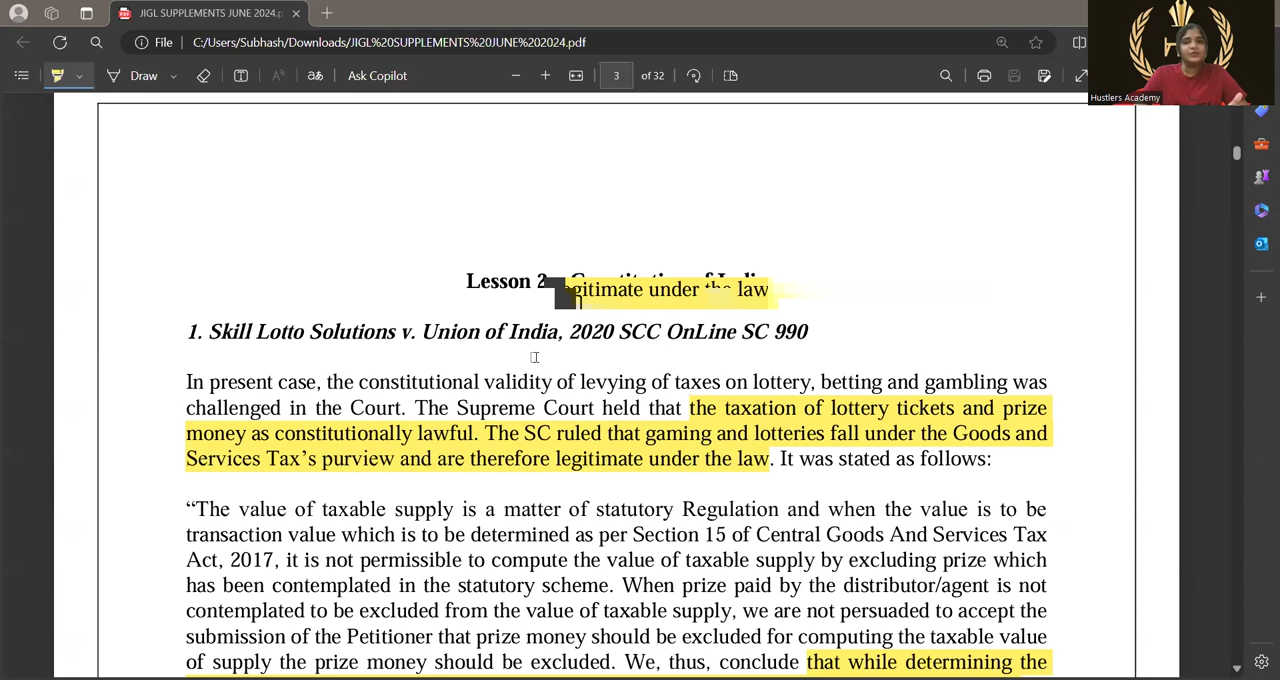 JIGL SUPPLEMENTS JUNE 2024.p
File
C:/Users/Subhash/Downloads/JIGL%20SUPPLEMENTS%20JUNE%202024.pdf
Draw
Ask Copilot
3 of 32
Hustlers Academy
Lesson 2
gitimate under the law
1. Skill Lotto Solutions v. Union of India, 2020 SCC OnLine SC 990
In present case, the constitutional validity of levying of taxes on lottery, betting and gambling was
challenged in the Court. The Supreme Court held that the taxation of lottery tickets and prize
money as constitutionally lawful. The SC ruled that gaming and lotteries fall under the Goods and
Services Tax’s purview and are therefore legitimate under the law. It was stated as follows:
“The value of taxable supply is a matter of statutory Regulation and when the value is to be
transaction value which is to be determined as per Section 15 of Central Goods And Services Tax
Act, 2017, it is not permissible to compute the value of taxable supply by excluding prize which
has been contemplated in the statutory scheme. When prize paid by the distributor/agent is not
contemplated to be excluded from the value of taxable supply, we are not persuaded to accept the
submission of the Petitioner that prize money should be excluded for computing the taxable value
of supply the prize money should be excluded. We, thus, conclude that while determining the